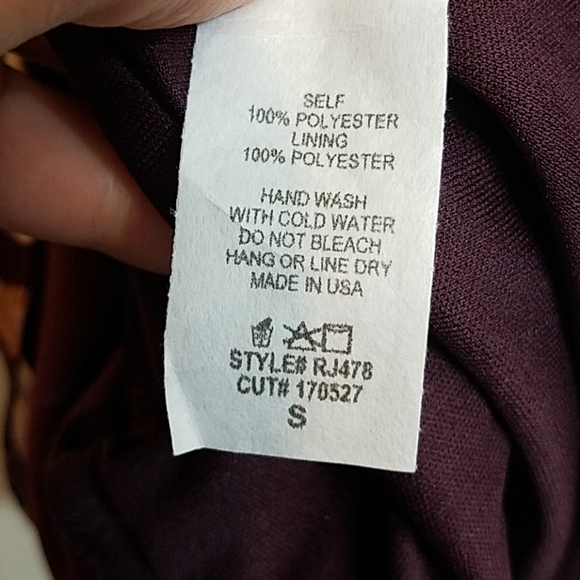 SELF
100% POLYESTER
LINING
100% POLYESTER
HAND WASH
WITH COLD WATER
DO NOT BLEACH
HANG OR LINE DRY
MADE IN USA
STYLE# RJ478
CUT# 170527
S